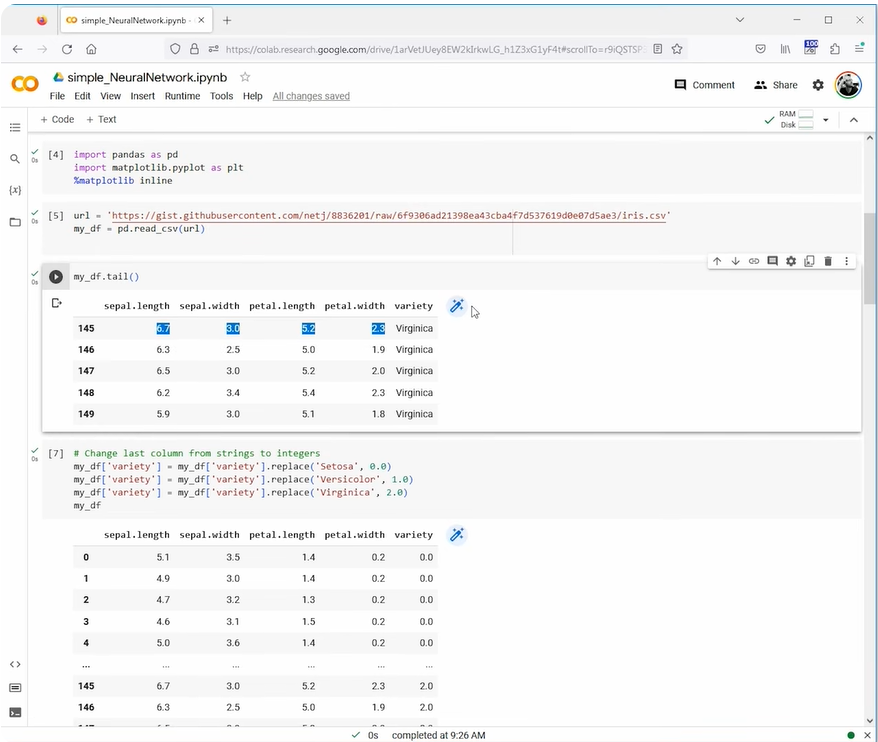 simple_NeuralNetwork.ipynb -
https://colab.research.google.com/drive/1arVetJUey8EW2kIrkwLG_h1Z3xG1yF4t#scrollTo=r9iQSTSP
100
simple_NeuralNetwork.ipynb
Comment
Share
File Edit View Insert Runtime Tools Help All changes saved
+ Code + Text
RAM
Disk
{x}
0s
[4] import pandas as pd
import matplotlib.pyplot as plt
%matplotlib inline
0s
[5] url = 'https://gist.githubusercontent.com/netj/8836201/raw/6f9306ad21398ea43cba4f7d537619d0e07d5ae3/iris.csv'
my_df = pd.read_csv(url)
0s
my_df.tail()
sepal.length sepal.width petal.length petal.width variety
145 6.7 3.0 5.2 2.3 Virginica
146 6.3 2.5 5.0 1.9 Virginica
147 6.5 3.0 5.2 2.0 Virginica
148 6.2 3.4 5.4 2.3 Virginica
149 5.9 3.0 5.1 1.8 Virginica
0s
[7] # Change last column from strings to integers
my_df['variety'] = my_df['variety'].replace('Setosa', 0.0)
my_df['variety'] = my_df['variety'].replace('Versicolor', 1.0)
my_df['variety'] = my_df['variety'].replace('Virginica', 2.0)
my_df
sepal.length sepal.width petal.length petal.width variety
0 5.1 3.5 1.4 0.2 0.0
1 4.9 3.0 1.4 0.2 0.0
2 4.7 3.2 1.3 0.2 0.0
3 4.6 3.1 1.5 0.2 0.0
4 5.0 3.6 1.4 0.2 0.0
... ... ... ... ... ...
145 6.7 3.0 5.2 2.3 2.0
146 6.3 2.5 5.0 1.9 2.0
0s completed at 9:26 AM